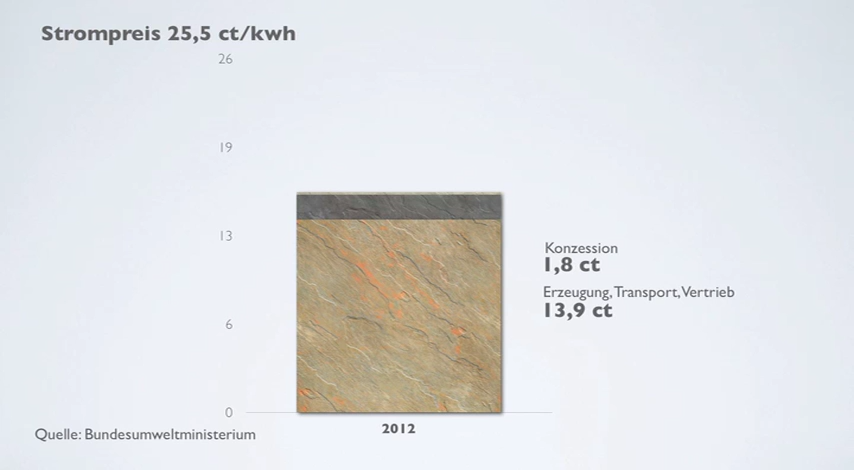 Strompreis 25,5 ct/kwh
26
19
13
6
0
Konzession
1,8 ct
Erzeugung, Transport, Vertrieb
13,9 ct
2012
Quelle: Bundesumweltministerium